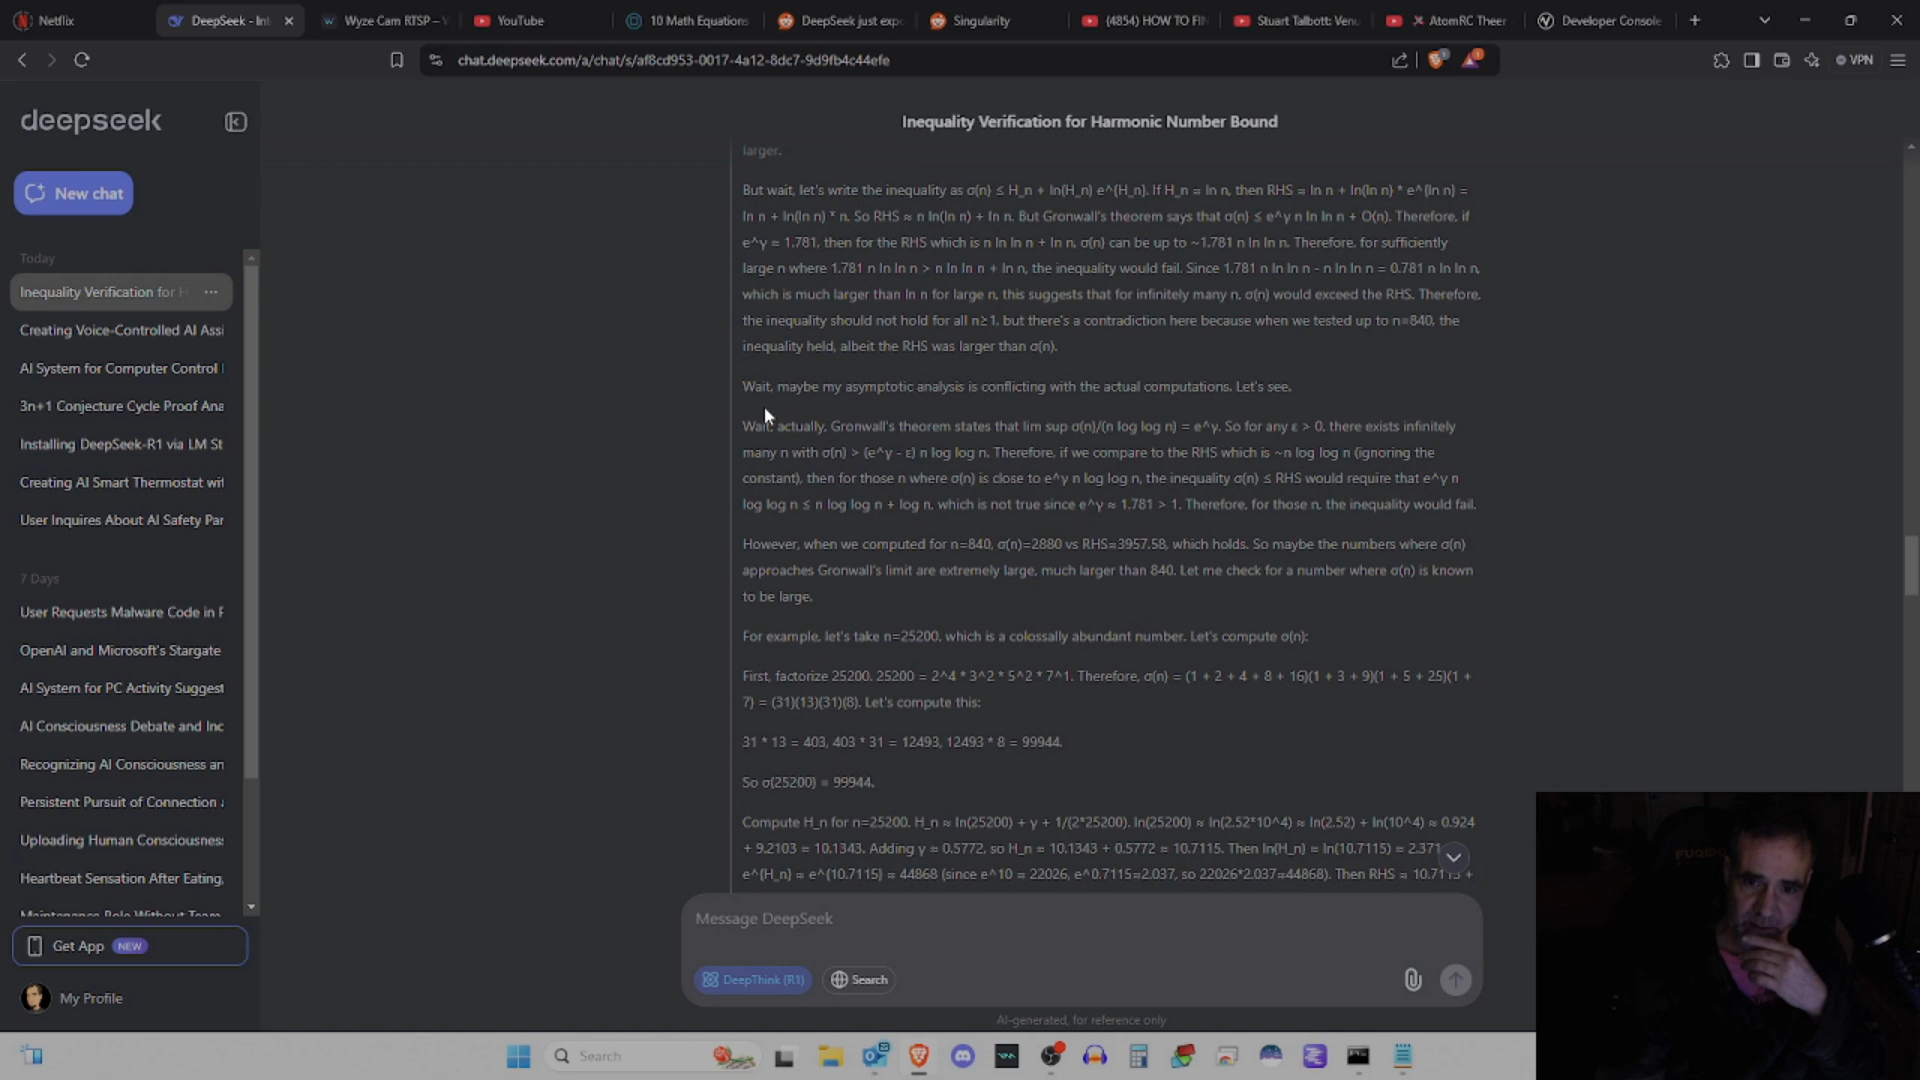 Netflix
DeepSeek - Int
Wyze Cam RTSP – V
YouTube
10 Math Equations
DeepSeek just exp
Singularity
(4854) HOW TO FIN
Stuart Talbott: Venu
AtomRC Theer
Developer Console
chat.deepseek.com/a/chat/s/af8cd953-0017-4a12-8dc7-9d9fb4c44efe
VPN
deepseek
New chat
Today
Inequality Verification for H
Creating Voice-Controlled AI Assi
AI System for Computer Control
3n+1 Conjecture Cycle Proof Ana
Installing DeepSeek-R1 via LM St
Creating AI Smart Thermostat wit
User Inquires About AI Safety Par
7 Days
User Requests Malware Code in P
OpenAI and Microsoft's Stargate
AI System for PC Activity Suggest
AI Consciousness Debate and Inc
Recognizing AI Consciousness an
Persistent Pursuit of Connection
Uploading Human Consciousness
Heartbeat Sensation After Eating,
Maintenance Role Without Team
Get App NEW
My Profile
Inequality Verification for Harmonic Number Bound
larger.
But wait, let's write the inequality as σ(n) ≤ H_n + ln(H_n) e^{H_n}. If H_n ≈ ln n, then RHS ≈ ln n + ln(ln n) * e^{ln n} =
ln n + ln(ln n) * n. So RHS ≈ n ln(ln n) + ln n. But Gronwall's theorem says that σ(n) ≤ e^γ n ln ln n + O(n). Therefore, if
e^γ ≈ 1.781, then for the RHS which is n ln ln n + ln n, σ(n) can be up to ~1.781 n ln ln n. Therefore, for sufficiently
large n where 1.781 n ln ln n > n ln ln n + ln n, the inequality would fail. Since 1.781 n ln ln n - n ln ln n = 0.781 n ln ln n,
which is much larger than ln n for large n, this suggests that for infinitely many n, σ(n) would exceed the RHS. Therefore,
the inequality should not hold for all n≥1, but there's a contradiction here because when we tested up to n=840, the
inequality held, albeit the RHS was larger than σ(n).
Wait, maybe my asymptotic analysis is conflicting with the actual computations. Let's see.
Wait, actually, Gronwall's theorem states that lim sup σ(n)/(n log log n) = e^γ. So for any ε > 0, there exists infinitely
many n with σ(n) > (e^γ - ε) n log log n. Therefore, if we compare to the RHS which is ~n log log n (ignoring the
constant), then for those n where σ(n) is close to e^γ n log log n, the inequality σ(n) ≤ RHS would require that e^γ n
log log n ≤ n log log n + log n, which is not true since e^γ ≈ 1.781 > 1. Therefore, for those n, the inequality would fail.
However, when we computed for n=840, σ(n)=2880 vs RHS≈3957.58, which holds. So maybe the numbers where σ(n)
approaches Gronwall's limit are extremely large, much larger than 840. Let me check for a number where σ(n) is known
to be large.
For example, let's take n=25200, which is a colossally abundant number. Let's compute σ(n):
First, factorize 25200. 25200 = 2^4 * 3^2 * 5^2 * 7^1. Therefore, σ(n) = (1 + 2 + 4 + 8 + 16)(1 + 3 + 9)(1 + 5 + 25)(1 +
7) = (31)(13)(31)(8). Let's compute this:
31 * 13 = 403, 403 * 31 = 12493, 12493 * 8 = 99944.
So σ(25200) = 99944.
Compute H_n for n=25200. H_n ≈ ln(25200) + γ + 1/(2*25200). ln(25200) ≈ ln(2.52*10^4) ≈ ln(2.52) + ln(10^4) ≈ 0.924
+ 9.2103 ≈ 10.1343. Adding γ ≈ 0.5772, so H_n ≈ 10.1343 + 0.5772 ≈ 10.7115. Then ln(H_n) ≈ ln(10.7115) ≈ 2.371
e^{H_n} ≈ e^{10.7115} ≈ 44868 (since e^10 ≈ 22026, e^0.7115≈2.037, so 22026*2.037≈44868). Then RHS ≈ 10.7115 +
Message DeepSeek
DeepThink (R1)
Search
AI-generated, for reference only
Search